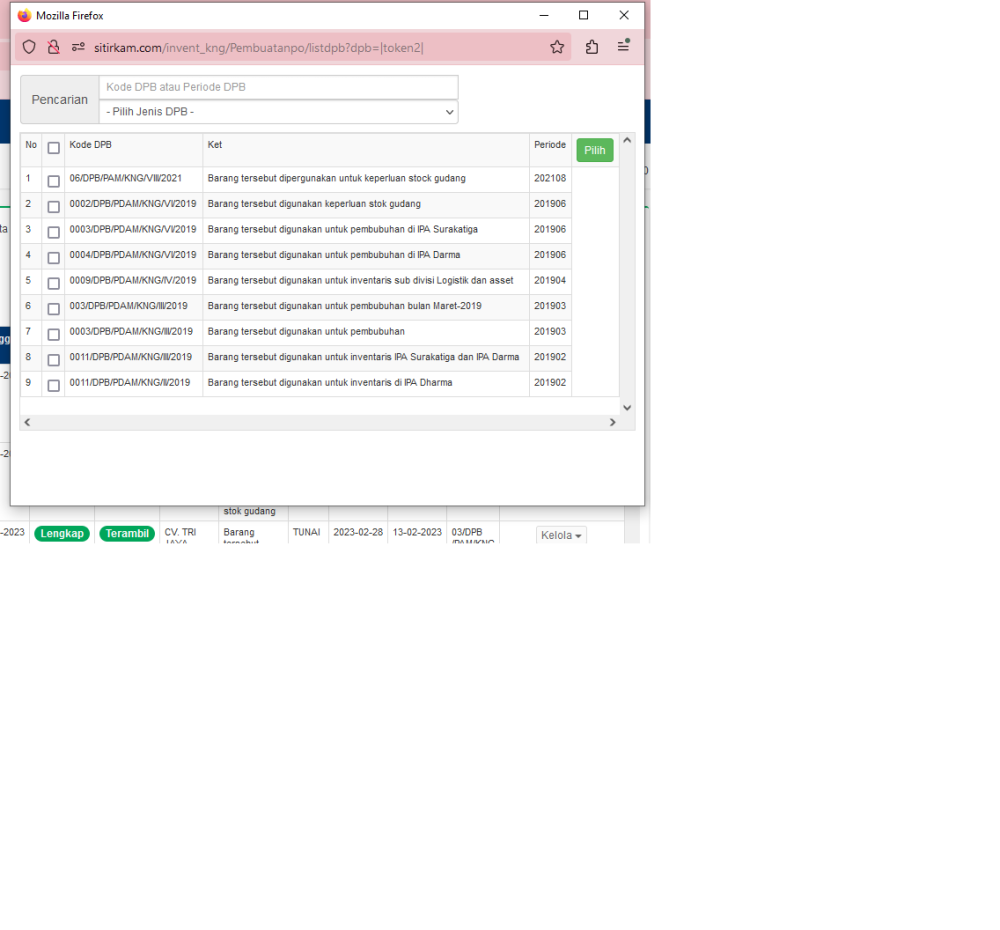 Mozilla Firefox
sitirkam.com/invent_kng/Pembuatanpo/listdpb?dpb=|token2|
Pencarian
Kode DPB atau Periode DPB
- Pilih Jenis DPB -
No Kode DPB Ket Periode Pilih
1 06/DPB/PAM/KNG/VIII/2021 Barang tersebut dipergunakan untuk keperluan stock gudang 202108
2 0002/DPB/PDAM/KNG/VI/2019 Barang tersebut digunakan keperluan stok gudang 201906
3 0003/DPB/PDAM/KNG/VI/2019 Barang tersebut digunakan untuk pembubuhan di IPA Surakatiga 201906
4 0004/DPB/PDAM/KNG/VI/2019 Barang tersebut digunakan untuk pembubuhan di IPA Darma 201906
5 0009/DPB/PDAM/KNG/IV/2019 Barang tersebut digunakan untuk inventaris sub divisi Logistik dan asset 201904
6 003/DPB/PDAM/KNG/III/2019 Barang tersebut digunakan untuk pembubuhan bulan Maret-2019 201903
7 0003/DPB/PDAM/KNG/III/2019 Barang tersebut digunakan untuk pembubuhan 201903
8 0011/DPB/PDAM/KNG/III/2019 Barang tersebut digunakan untuk inventaris IPA Surakatiga dan IPA Darma 201902
9 0011/DPB/PDAM/KNG/II/2019 Barang tersebut digunakan untuk inventaris di IPA Dharma 201902
stok gudang
-2023 Lengkap Terambil CV. TRI Barang TUNAI 2023-02-28 13-02-2023 03/DPB Kelola
JAYA tersebut /PAM/KNG